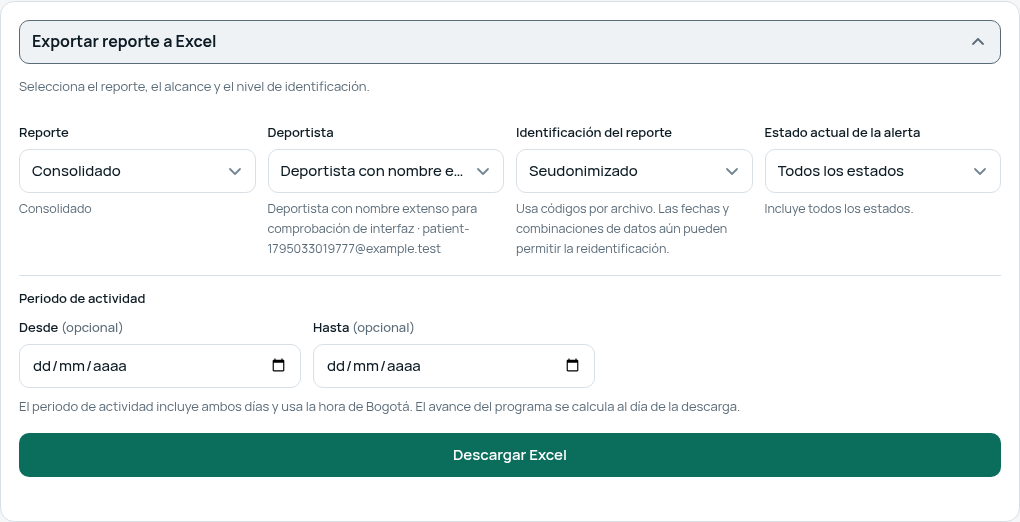 Exportar reporte a Excel
Selecciona el reporte, el alcance y el nivel de identificación.
Reporte
Consolidado
Consolidado
Deportista
Deportista con nombre e...
Deportista con nombre extenso para
comprobación de interfaz · patient-
1795033019777@example.test
Identificación del reporte
Seudonimizado
Usa códigos por archivo. Las fechas y
combinaciones de datos aún pueden
permitir la reidentificación.
Estado actual de la alerta
Todos los estados
Incluye todos los estados.
Periodo de actividad
Desde (opcional)
dd/mm/aaaa
Hasta (opcional)
dd/mm/aaaa
El periodo de actividad incluye ambos días y usa la hora de Bogotá. El avance del programa se calcula al día de la descarga.
Descargar Excel